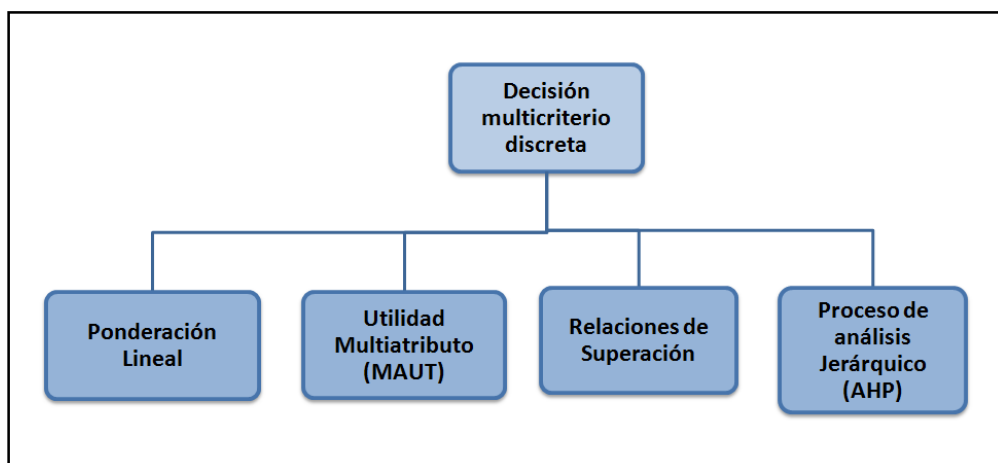 Decisión
multicriterio
discreta
Ponderación
Lineal
Utilidad
Multiatributo
(MAUT)
Relaciones de
Superación
Proceso de
análisis
Jerárquico
(AHP)